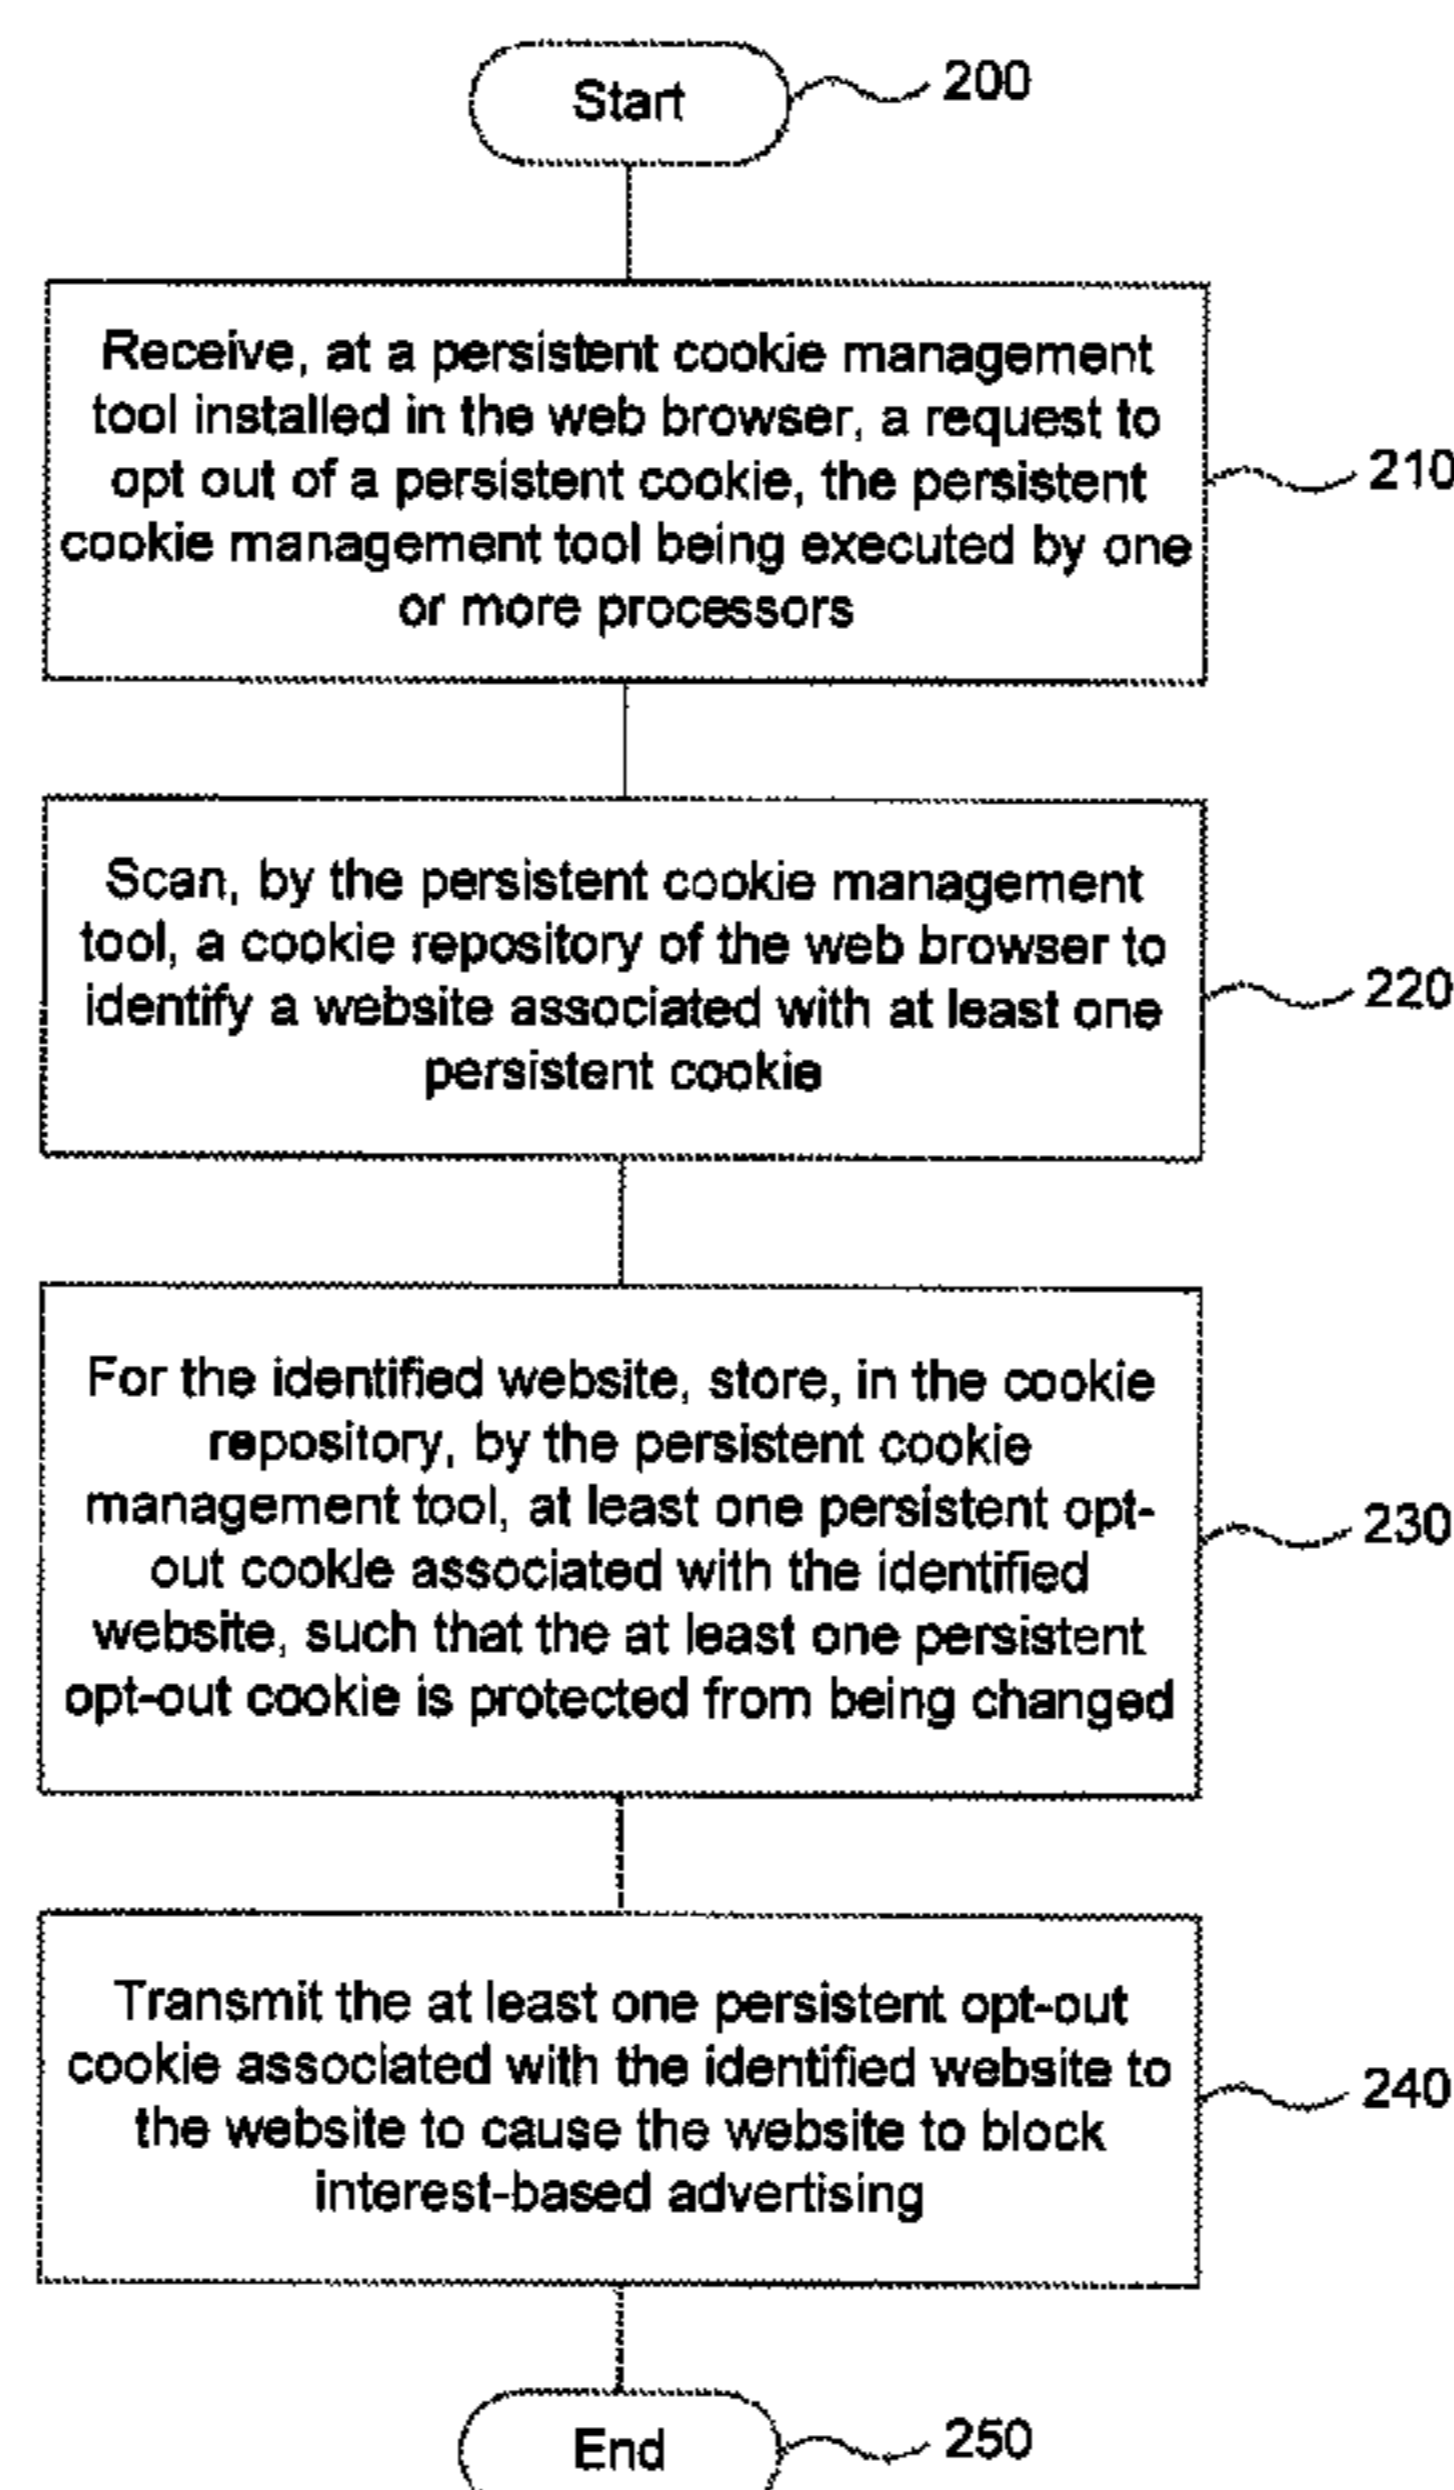 Start
200
Receive, at a persistent cookie management
tool installed in the web browser, a request to
opt out of a persistent cookie, the persistent
cookie management tool being executed by one
or more processors
210
Scan, by the persistent cookie management
tool, a cookie repository of the web browser to
identify a website associated with at least one
persistent cookie
220
For the identified website, store, in the cookie
repository, by the persistent cookie
management tool, at least one persistent opt-
out cookie associated with the identified
website, such that the at least one persistent
opt-out cookie is protected from being changed
230
Transmit the at least one persistent opt-out
cookie associated with the identified website to
the website to cause the website to block
interest-based advertising
240
End
250